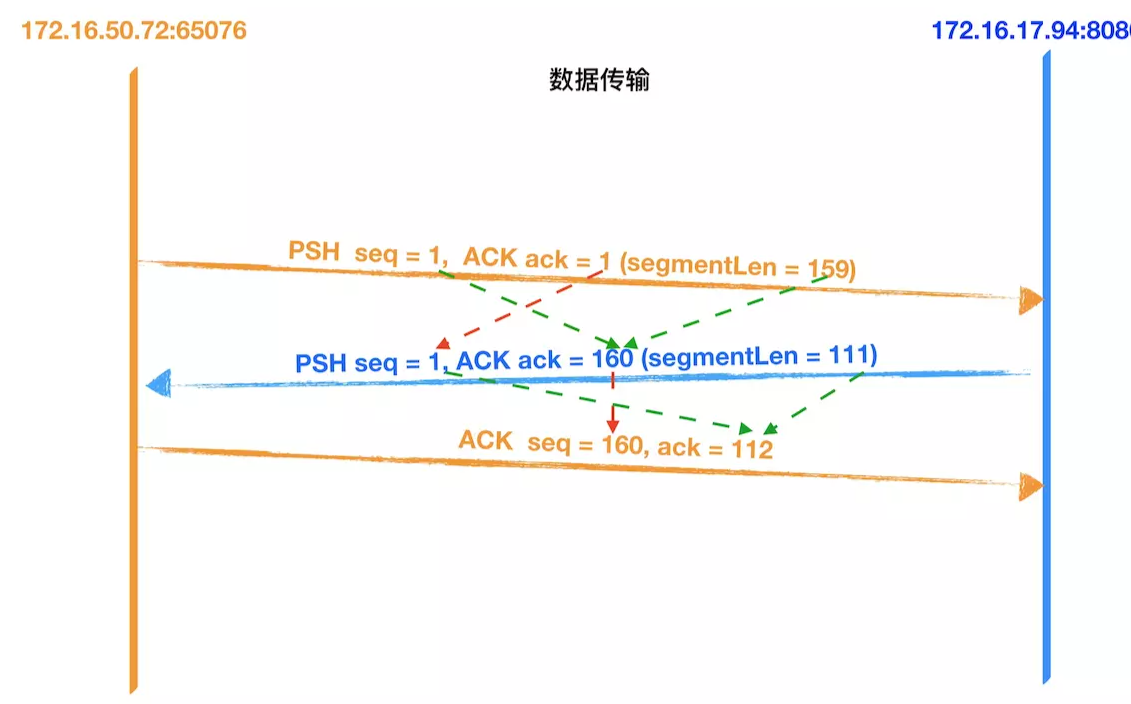 172.16.50.72:65076
172.16.17.94:808
数据传输
PSH seq = 1, ACK ack = 1 (segmentLen = 159)
PSH seq = 1, ACK ack = 160 (segmentLen = 111)
ACK seq = 160, ack = 112